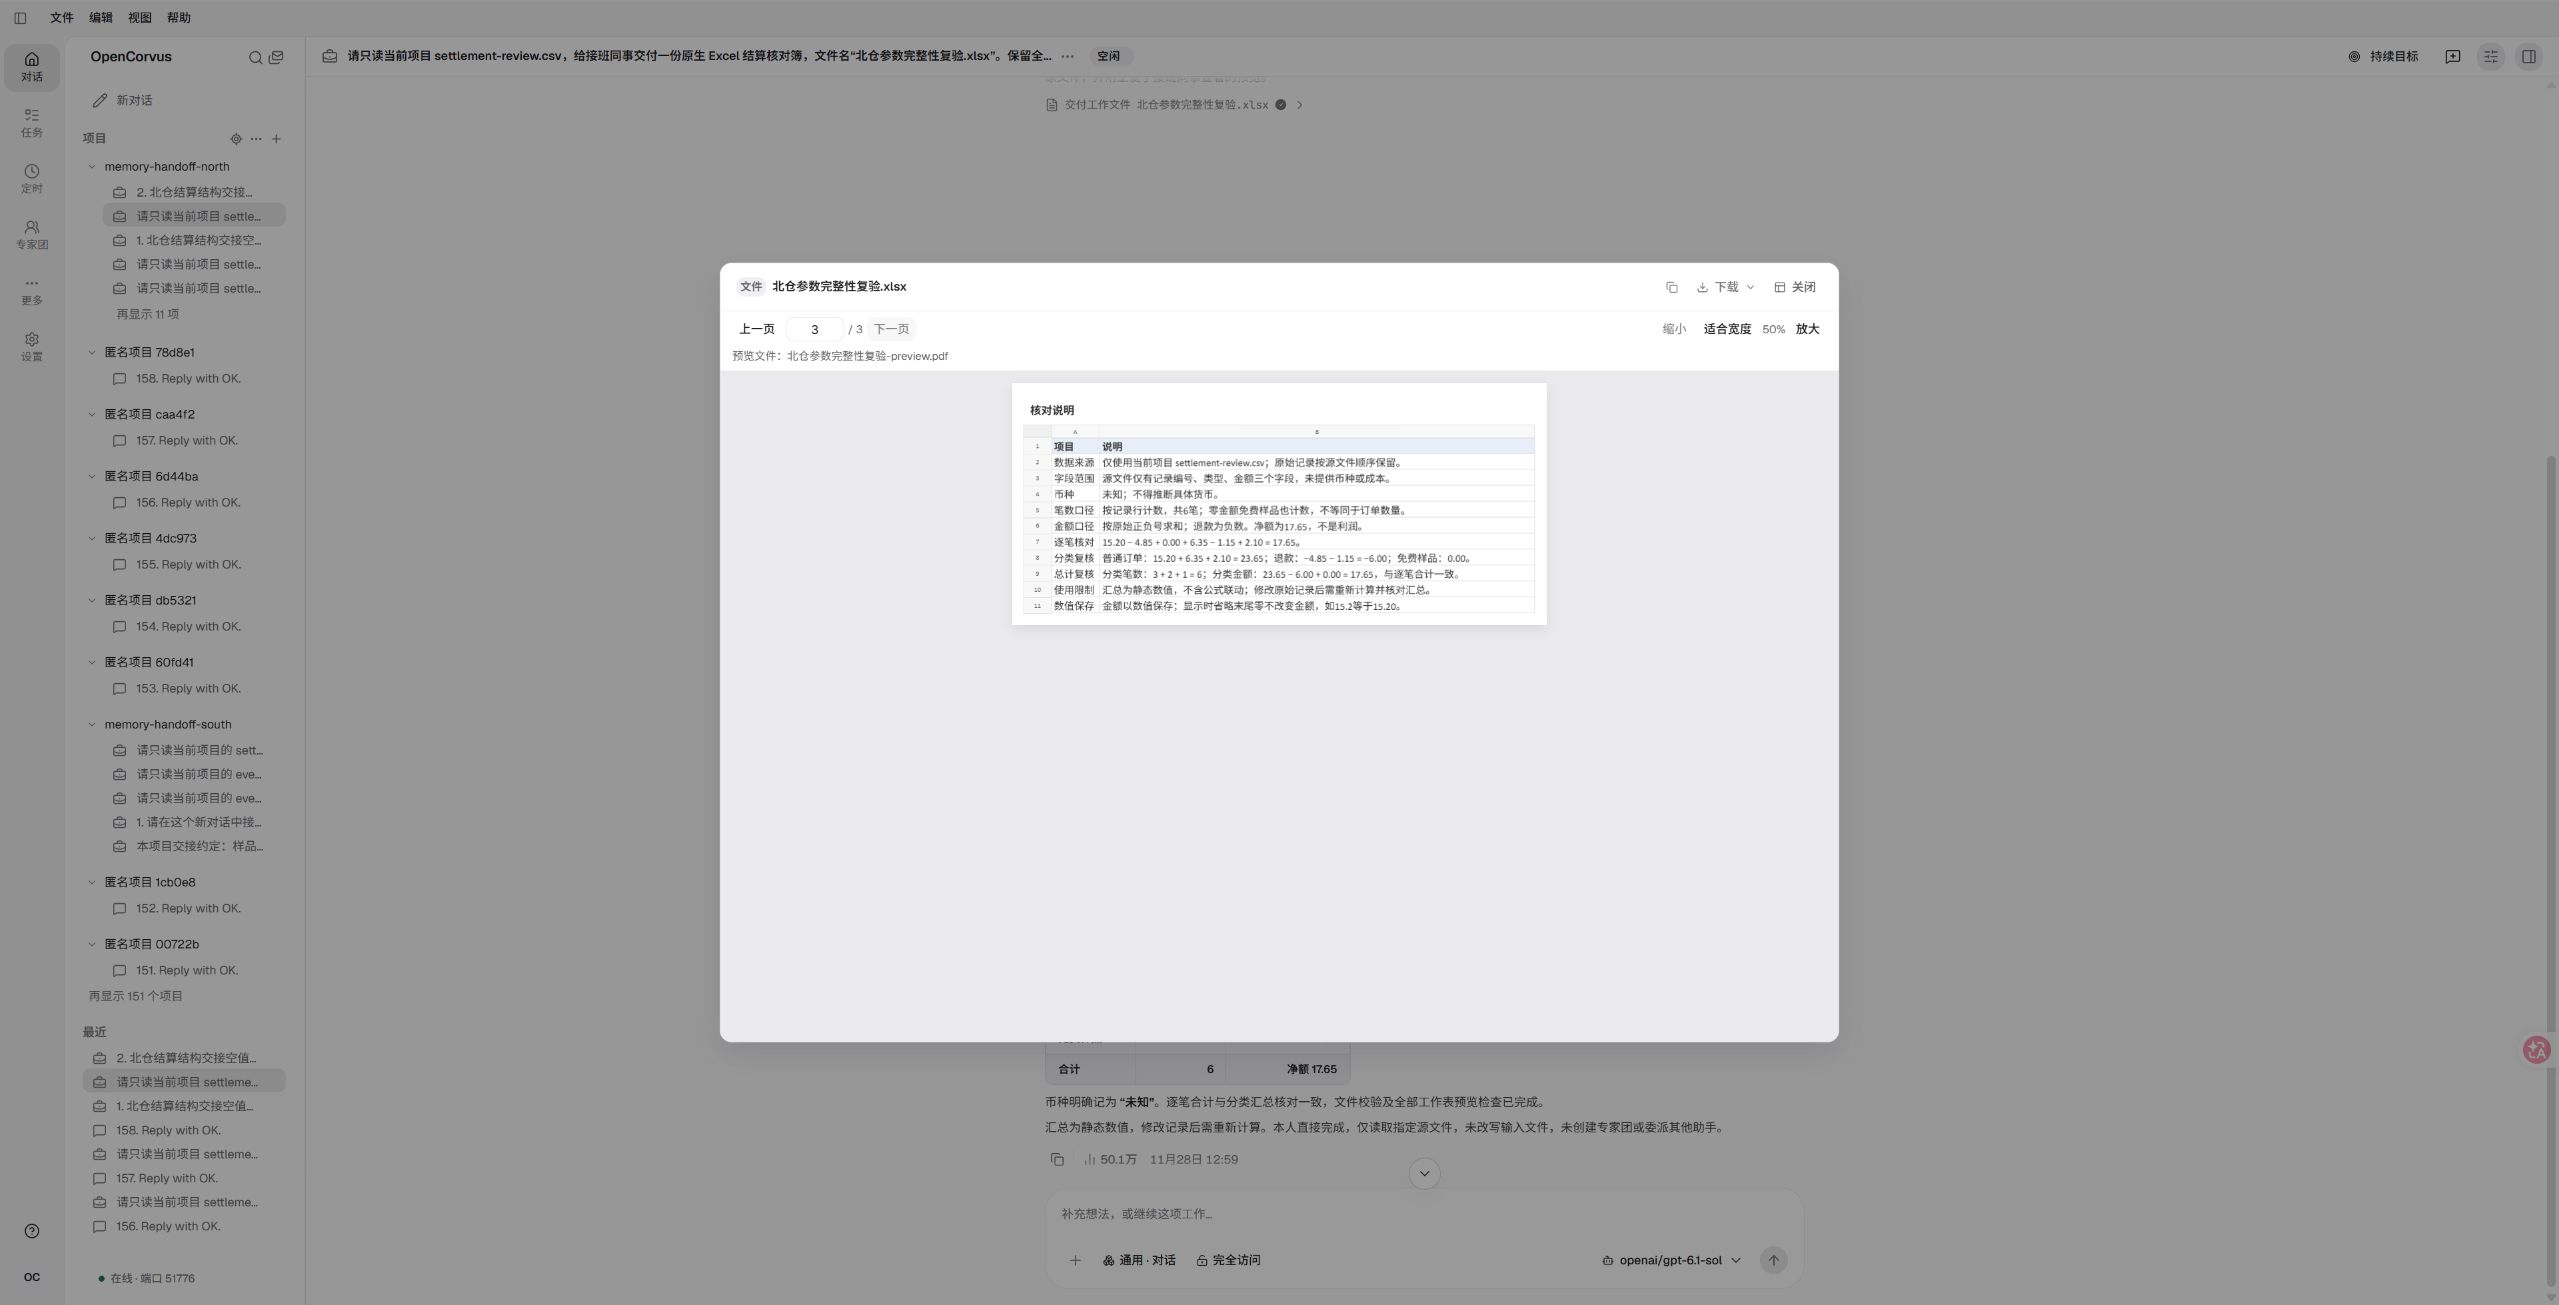 文件 编辑 视图 帮助
对话
任务
定时
专家团
更多
设置
OC
OpenCorvus
新对话
项目
memory-handoff-north
2. 北仓结算结构交接...
请只读当前项目 settle...
1. 北仓结算结构交接空...
请只读当前项目 settle...
请只读当前项目 settle...
再显示 11 项
匿名项目 78d8e1
158. Reply with OK.
匿名项目 caa4f2
157. Reply with OK.
匿名项目 6d44ba
156. Reply with OK.
匿名项目 4dc973
155. Reply with OK.
匿名项目 db5321
154. Reply with OK.
匿名项目 60fd41
153. Reply with OK.
memory-handoff-south
请只读当前项目的 sett...
请只读当前项目的 eve...
请只读当前项目的 eve...
1. 请在这个新对话中接...
本项目交接约定：样品...
匿名项目 1cb0e8
152. Reply with OK.
匿名项目 00722b
151. Reply with OK.
再显示 151 个项目
最近
2. 北仓结算结构交接空值...
请只读当前项目 settleme...
1. 北仓结算结构交接空值...
158. Reply with OK.
请只读当前项目 settleme...
157. Reply with OK.
请只读当前项目 settleme...
156. Reply with OK.
在线 · 端口 51776
请只读当前项目 settlement-review.csv，给接班同事交付一份原生 Excel 结算核对簿，文件名“北仓参数完整性复验.xlsx”。保留全... 空闲
持续目标
交付工作文件 北仓参数完整性复验.xlsx
文件 北仓参数完整性复验.xlsx
下载 关闭
上一页 3 / 3 下一页
缩小 适合宽度 50% 放大
预览文件：北仓参数完整性复验-preview.pdf
核对说明
A B
1 项目 说明
2 数据来源 仅使用当前项目 settlement-review.csv；原始记录按源文件顺序保留。
3 字段范围 源文件仅有记录编号、类型、金额三个字段，未提供币种或成本。
4 币种 未知；不得推断具体货币。
5 笔数口径 按记录行计数，共6笔；零金额免费样品也计数，不等同于订单数量。
6 金额口径 按原始正负号求和；退款为负数。净额为17.65，不是利润。
7 逐笔核对 15.20 − 4.85 + 0.00 + 6.35 − 1.15 + 2.10 = 17.65。
8 分类复核 普通订单：15.20 + 6.35 + 2.10 = 23.65；退款：−4.85 − 1.15 = −6.00；免费样品：0.00。
9 总计复核 分类笔数：3 + 2 + 1 = 6；分类金额：23.65 − 6.00 + 0.00 = 17.65，与逐笔合计一致。
10 使用限制 汇总为静态数值，不含公式联动；修改原始记录后需重新计算并核对汇总。
11 数值保存 金额以数值保存；显示时省略末尾零不改变金额，如15.2等于15.20。
合计 6 净额 17.65
币种明确记为 “未知”。逐笔合计与分类汇总核对一致，文件校验及全部工作表预览检查已完成。
汇总为静态数值，修改记录后需重新计算。本人直接完成，仅读取指定源文件，未改写输入文件，未创建专家团或委派其他助手。
50.1万 11月28日 12:59
补充想法，或继续这项工作...
通用 · 对话 完全访问
openai/gpt-6.1-sol